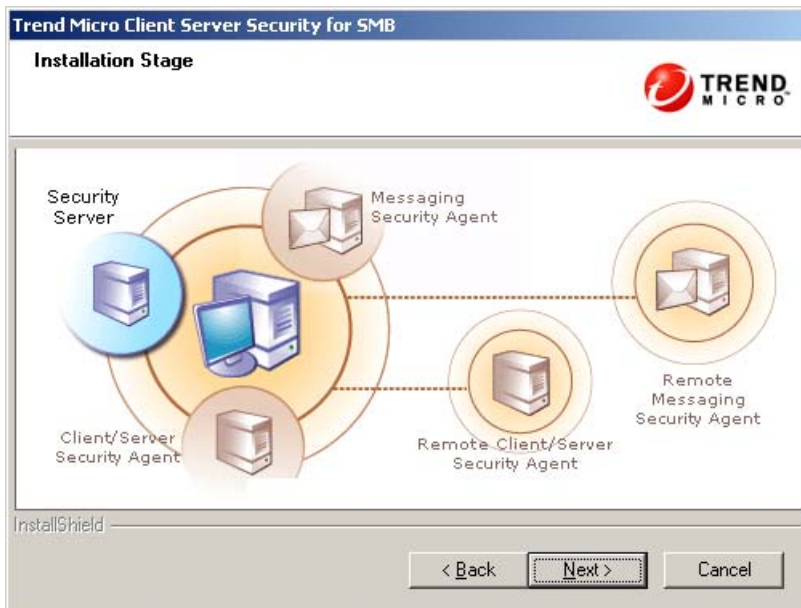 Trend Micro Client Server Security for SMB
Installation Stage
TREND
MICRO
Security
Server
Messaging
Security Agent
Client/Server
Security Agent
Remote Client/Server
Security Agent
Remote
Messaging
Security Agent
InstallShield
< Back
Next >
Cancel